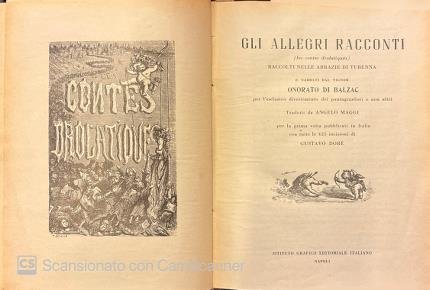 CONTES
DROLATIQUES
GLI ALLEGRI RACCONTI
(les contes drolatiques)
RACCOLTI NELLE ABBAZIE DI TURENNA
E NARRATI DAL SIGNOR
ONORATO DI BALZAC
per l'esclusivo divertimento dei pantagruelisti e non altri
Tradotti da ANGELO MAGGI
per la prima volta pubblicati in Italia
con tutte le 425 incisioni di
GUSTAVO DORÉ
ISTITUTO GRAFICO EDITORIALE ITALIANO
NAPOLI
CS Scansionato con CamScanner